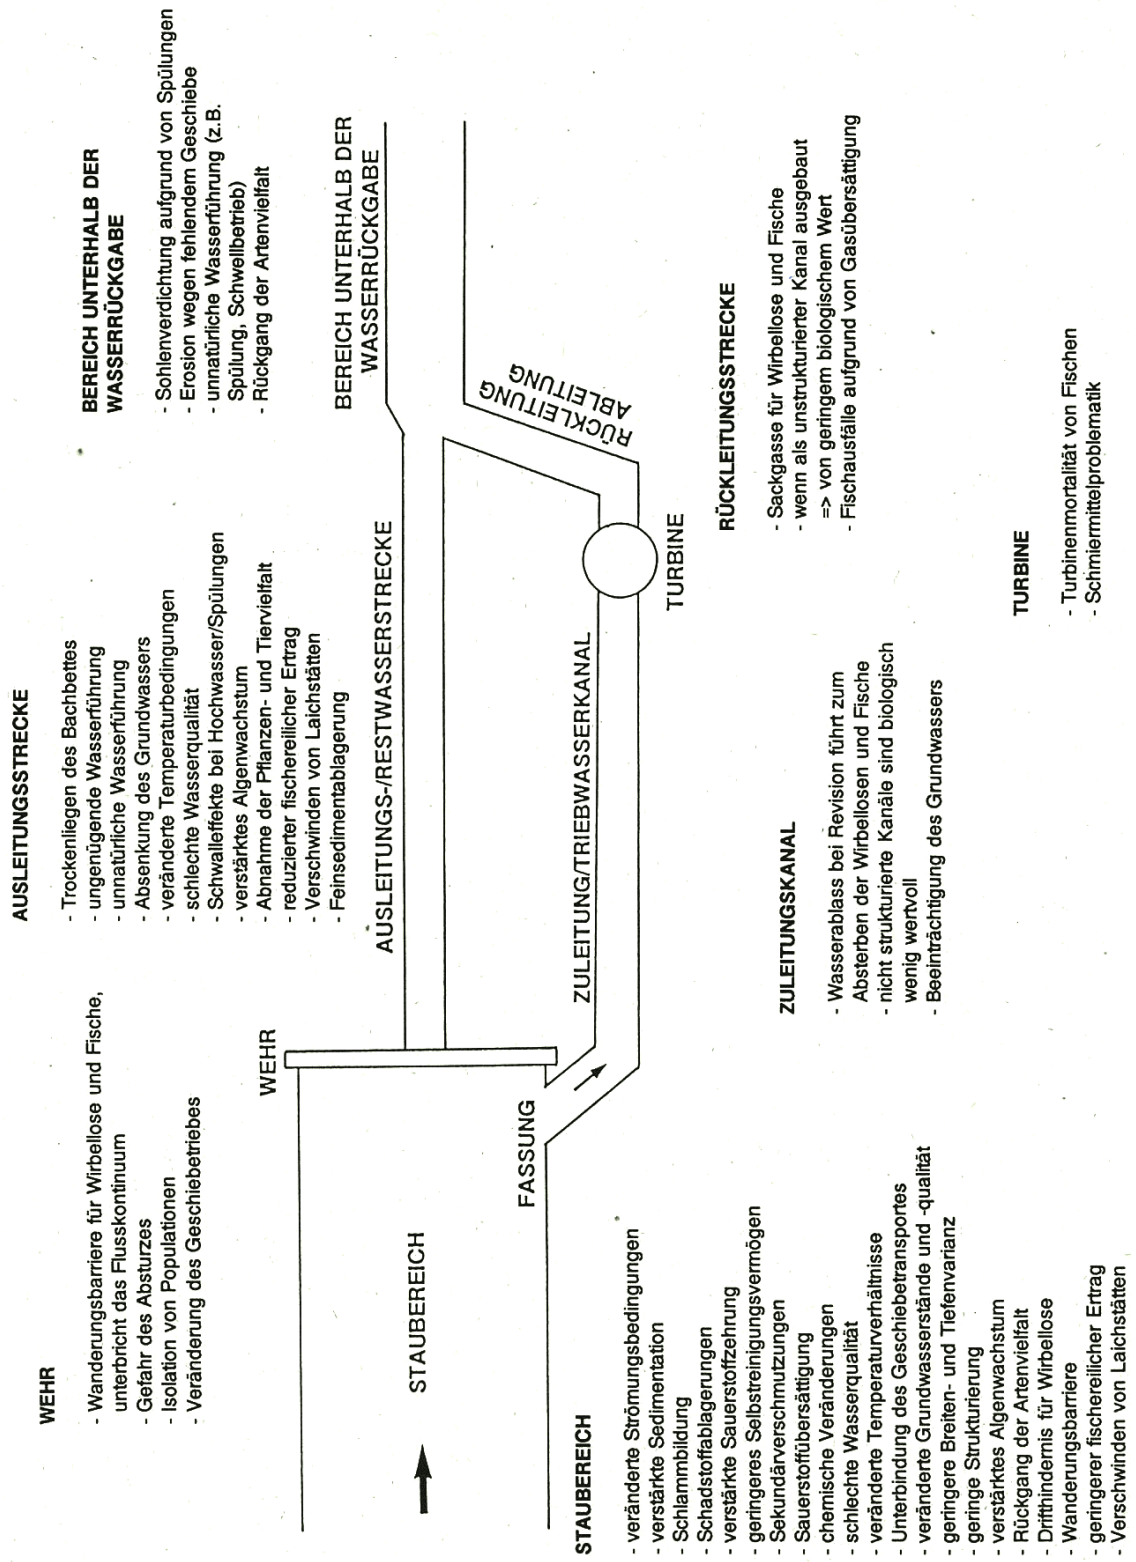 WEHR
- Wanderungsbarriere für Wirbellose und Fische,
unterbricht das Flusskontinuum
- Gefahr des Absturzes
- Isolation von Populationen
- Veränderung des Geschiebetriebes
AUSLEITUNGSSTRECKE
- Trockenliegen des Bachbettes
- ungenügende Wasserführung
- unnatürliche Wasserführung
- Absenkung des Grundwassers
- veränderte Temperaturbedingungen
- schlechte Wasserqualität
- Schwalleffekte bei Hochwasser/Spülungen
- verstärktes Algenwachstum
- Abnahme der Pflanzen- und Tiervielfalt
- reduzierter fischereilicher Ertrag
- Verschwinden von Laichstätten
- Feinsedimentablagerung
BEREICH UNTERHALB DER
WASSERRÜCKGABE
- Sohlenverdichtung aufgrund von Spülungen
- Erosion wegen fehlendem Geschiebe
- unnatürliche Wasserführung (z.B.
Spülung, Schwellbetrieb)
- Rückgang der Artenvielfalt
WEHR
AUSLEITUNGS-/RESTWASSERSTRECKE
BEREICH UNTERHALB DER
WASSERRÜCKGABE
STAUBEREICH
FASSUNG
ZULEITUNG/TRIEBWASSERKANAL
TURBINE
RÜCKLEITUNG
ABLEITUNG
STAUBEREICH
- veränderte Strömungsbedingungen
- verstärkte Sedimentation
- Schlammbildung
- Schadstoffablagerungen
- verstärkte Sauerstoffzehrung
- geringeres Selbstreinigungsvermögen
- Sekundärverschmutzungen
- Sauerstoffübersättigung
- chemische Veränderungen
- schlechte Wasserqualität
- veränderte Temperaturverhältnisse
- Unterbindung des Geschiebetransportes
- veränderte Grundwasserstände und -qualität
- geringere Breiten- und Tiefenvarianz
- geringe Strukturierung
- verstärktes Algenwachstum
- Rückgang der Artenvielfalt
- Drifthindernis für Wirbellose
- Wanderungsbarriere
- geringerer fischereilicher Ertrag
- Verschwinden von Laichstätten
ZULEITUNGSKANAL
- Wasserablass bei Revision führt zum
Absterben der Wirbellosen und Fische
- nicht strukturierte Kanäle sind biologisch
wenig wertvoll
- Beeinträchtigung des Grundwassers
RÜCKLEITUNGSSTRECKE
- Sackgasse für Wirbellose und Fische
- wenn als unstrukturierter Kanal ausgebaut
=> von geringem biologischem Wert
- Fischausfälle aufgrund von Gasübersättigung
TURBINE
- Turbinenmortalität von Fischen
- Schmiermittelproblematik